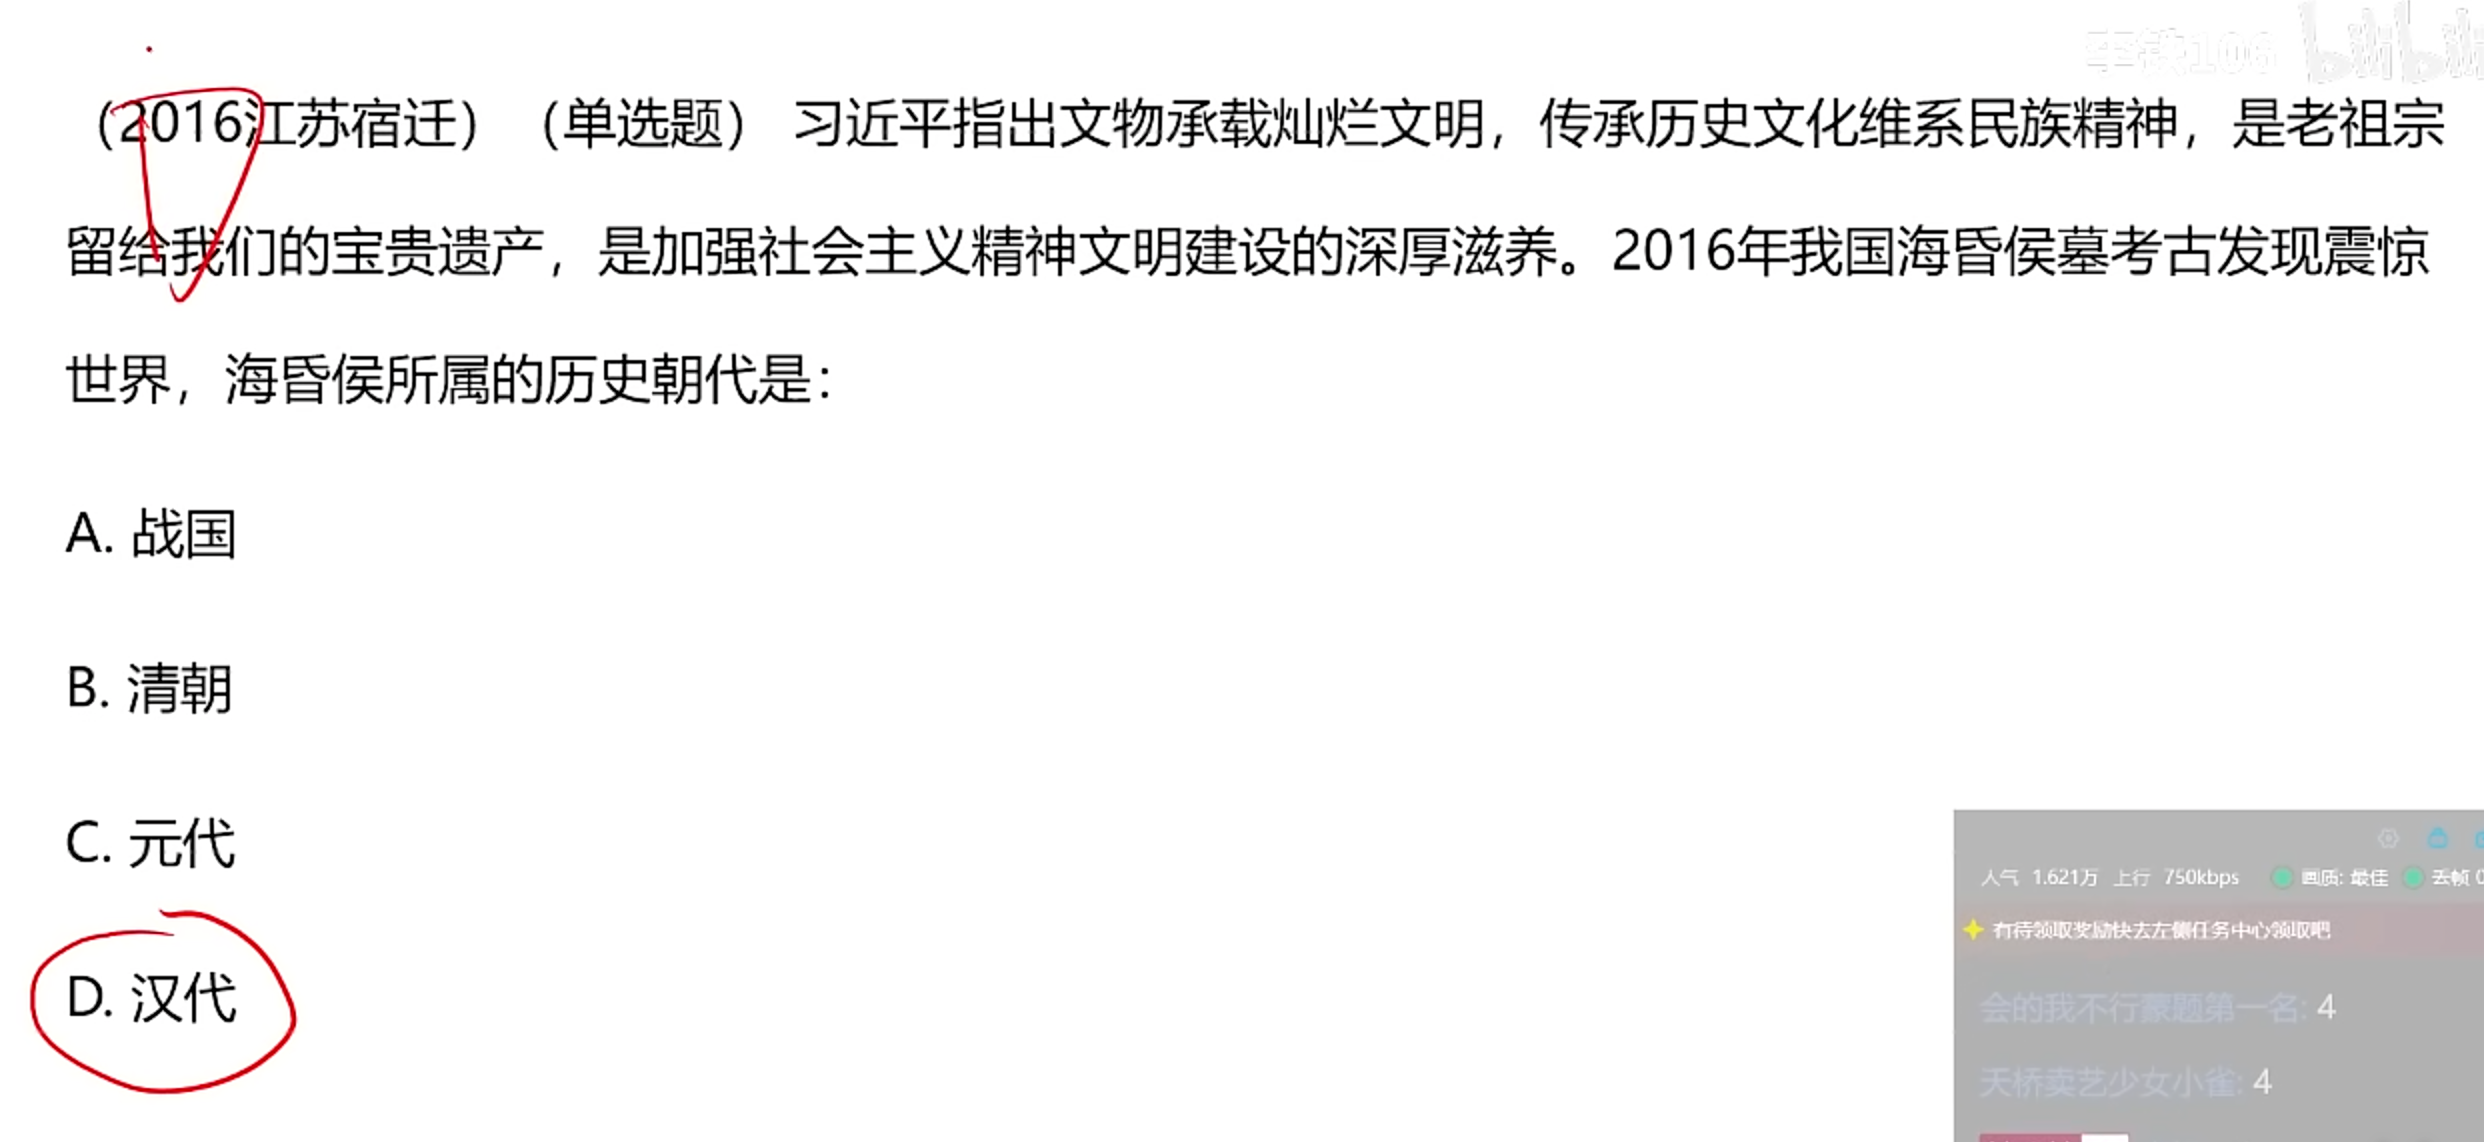 李铁106 bilibili
（2016江苏宿迁）（单选题） 习近平指出文物承载灿烂文明，传承历史文化维系民族精神，是老祖宗
留给我们的宝贵遗产，是加强社会主义精神文明建设的深厚滋养。2016年我国海昏侯墓考古发现震惊
世界，海昏侯所属的历史朝代是：
A. 战国
B. 清朝
C. 元代
D. 汉代
人气 1.621万 上行 750kbps 画质: 最佳 丢帧 0
有待领取奖励快去左侧任务中心领取吧
会的我不行蒙题第一名: 4
天桥卖艺少女小雀: 4